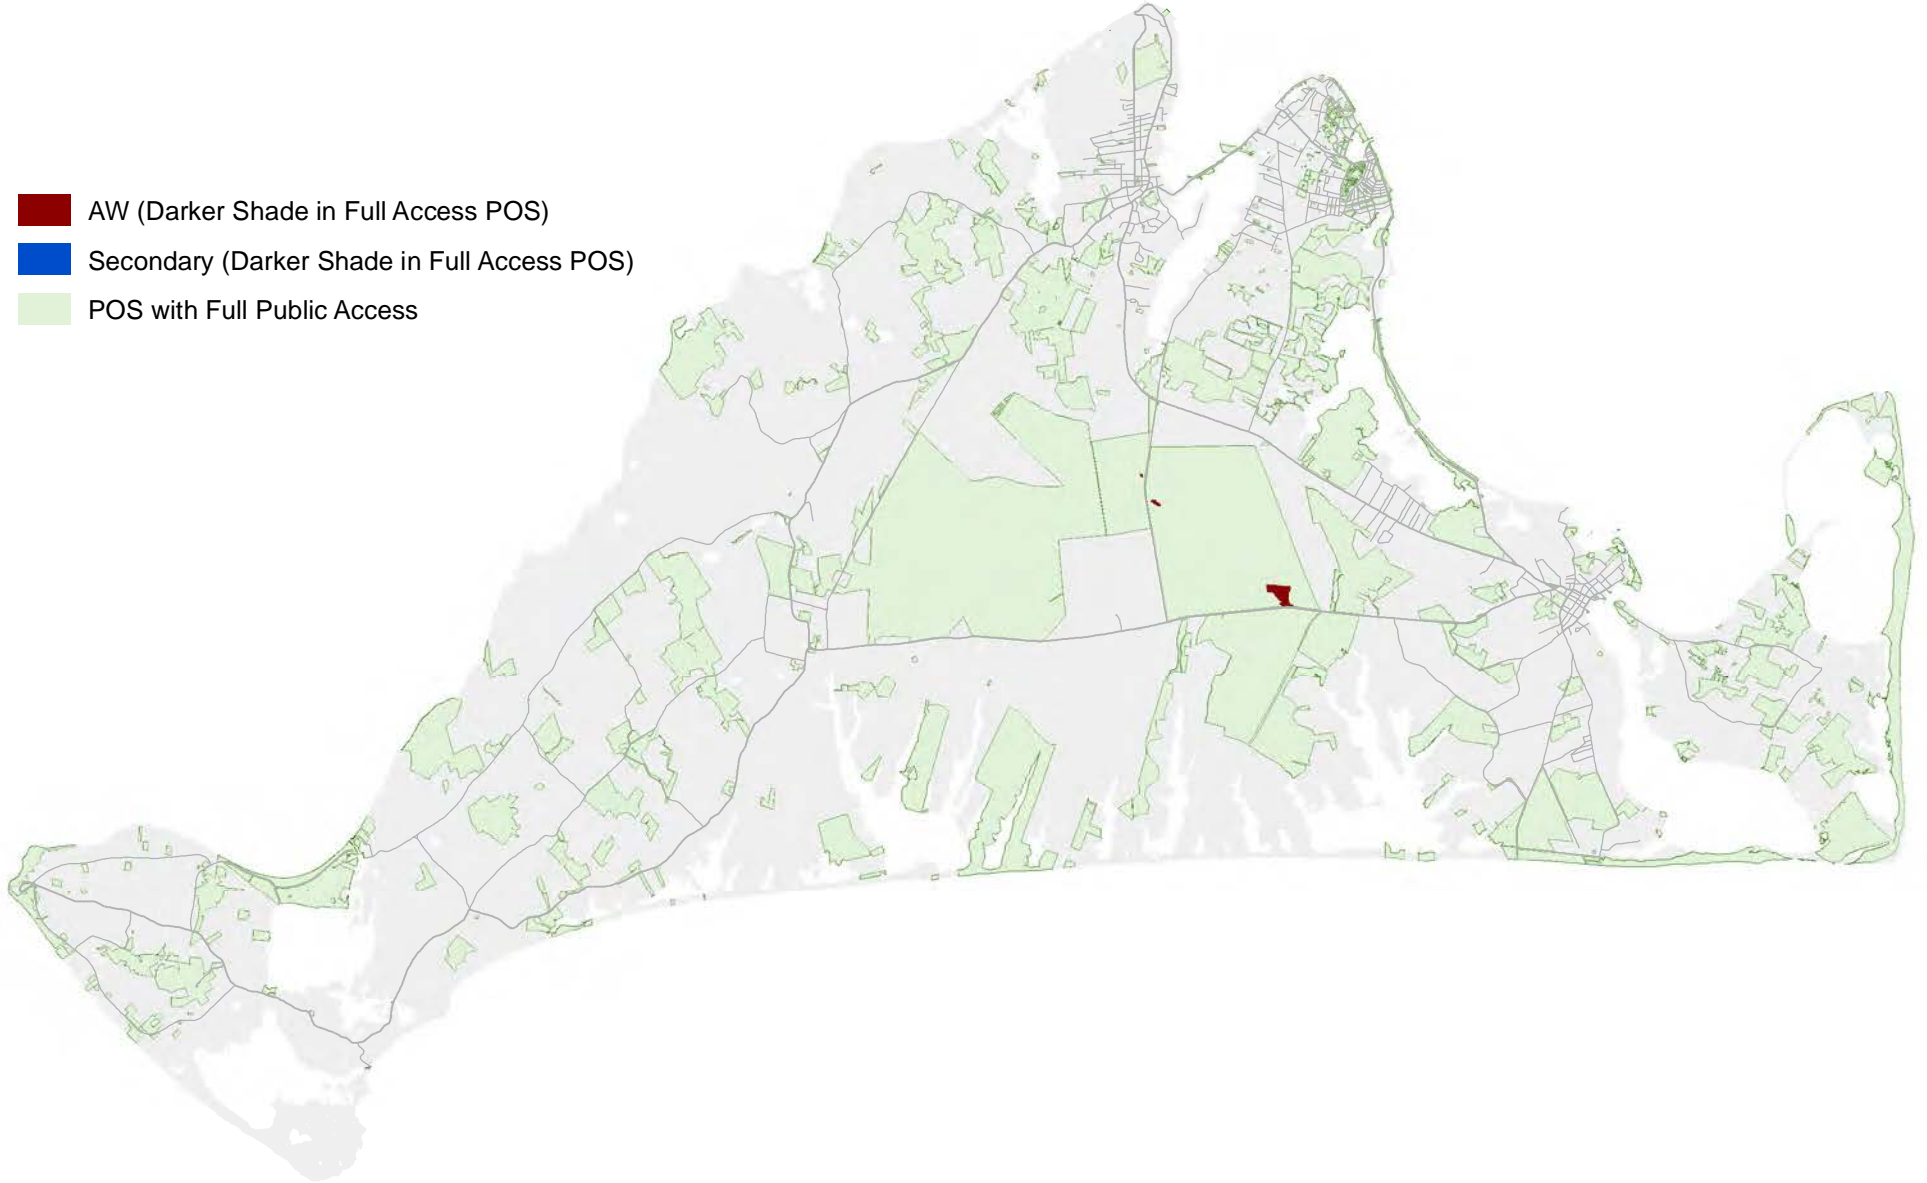 AW (Darker Shade in Full Access POS)
Secondary (Darker Shade in Full Access POS)
POS with Full Public Access